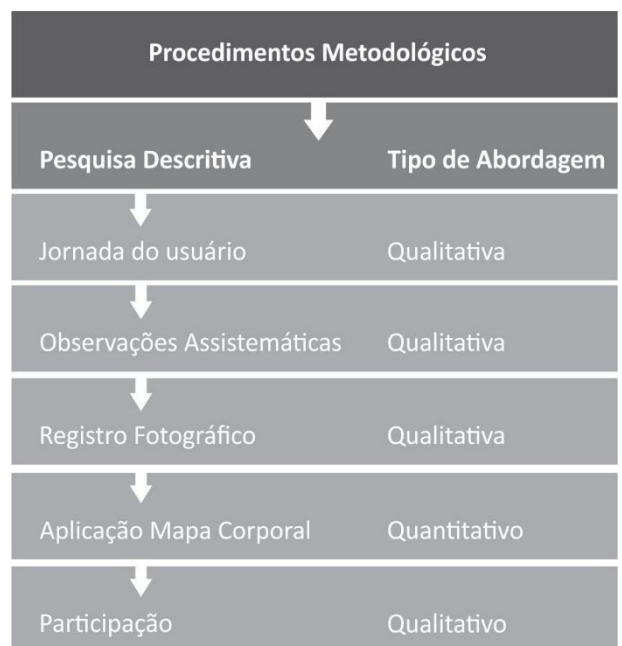 Procedimentos Metodológicos
Pesquisa Descritiva Tipo de Abordagem
Jornada do usuário Qualitativa
Observações Assistemáticas Qualitativa
Registro Fotográfico Qualitativa
Aplicação Mapa Corporal Quantitativo
Participação Qualitativo